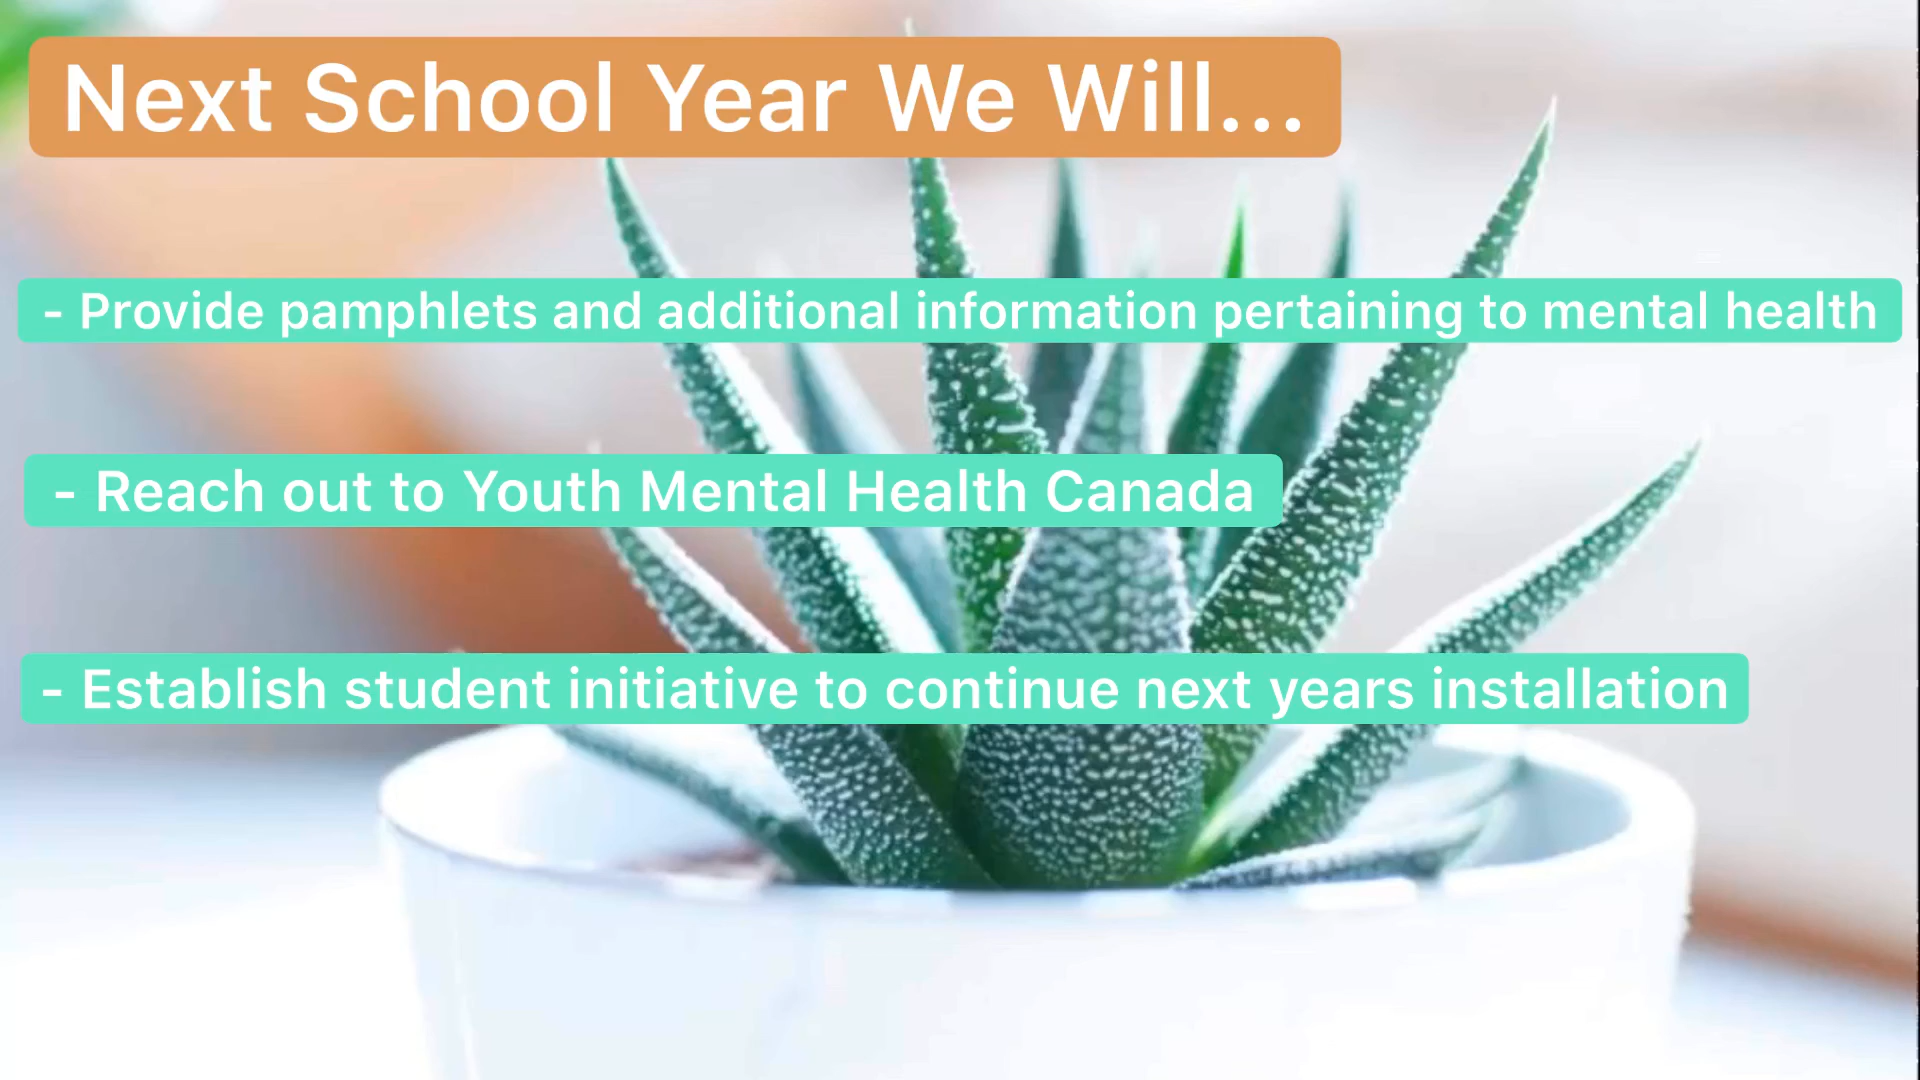 Next School Year We Will...
- Provide pamphlets and additional information pertaining to mental health
- Reach out to Youth Mental Health Canada
- Establish student initiative to continue next years installation